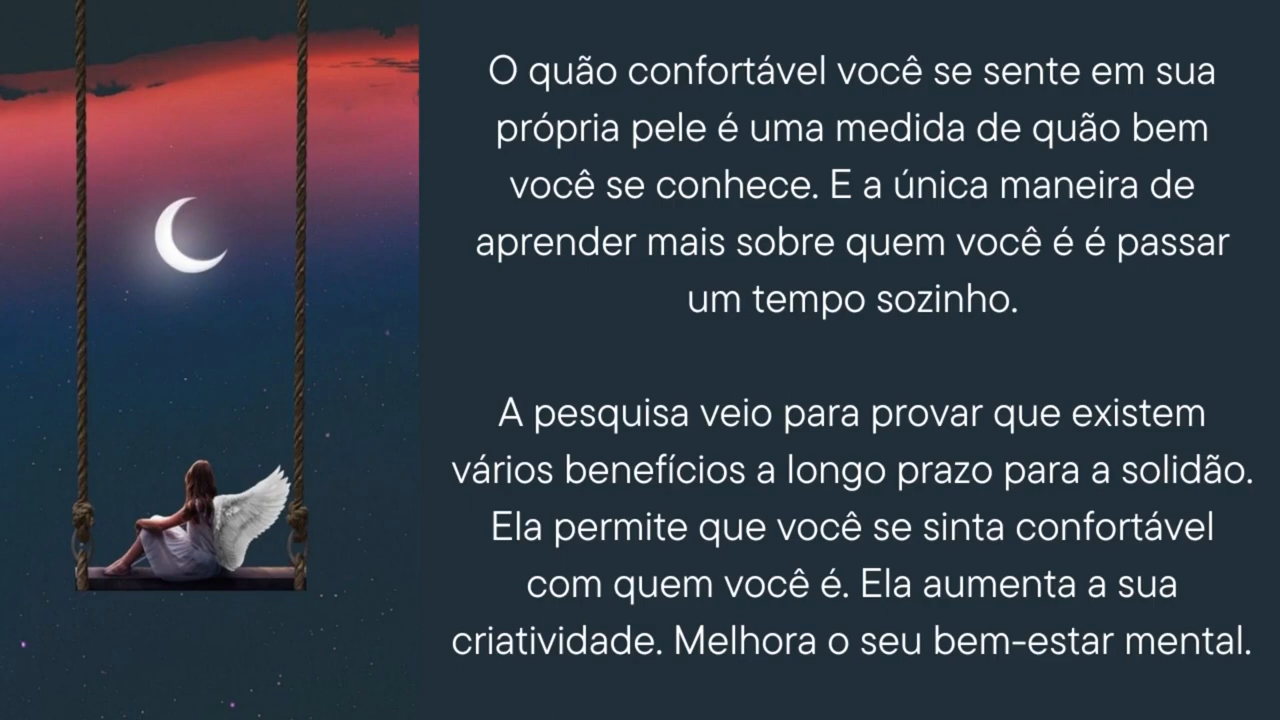 O quão confortável você se sente em sua
própria pele é uma medida de quão bem
você se conhece. E a única maneira de
aprender mais sobre quem você é é passar
um tempo sozinho.
A pesquisa veio para provar que existem
vários benefícios a longo prazo para a solidão.
Ela permite que você se sinta confortável
com quem você é. Ela aumenta a sua
criatividade. Melhora o seu bem-estar mental.